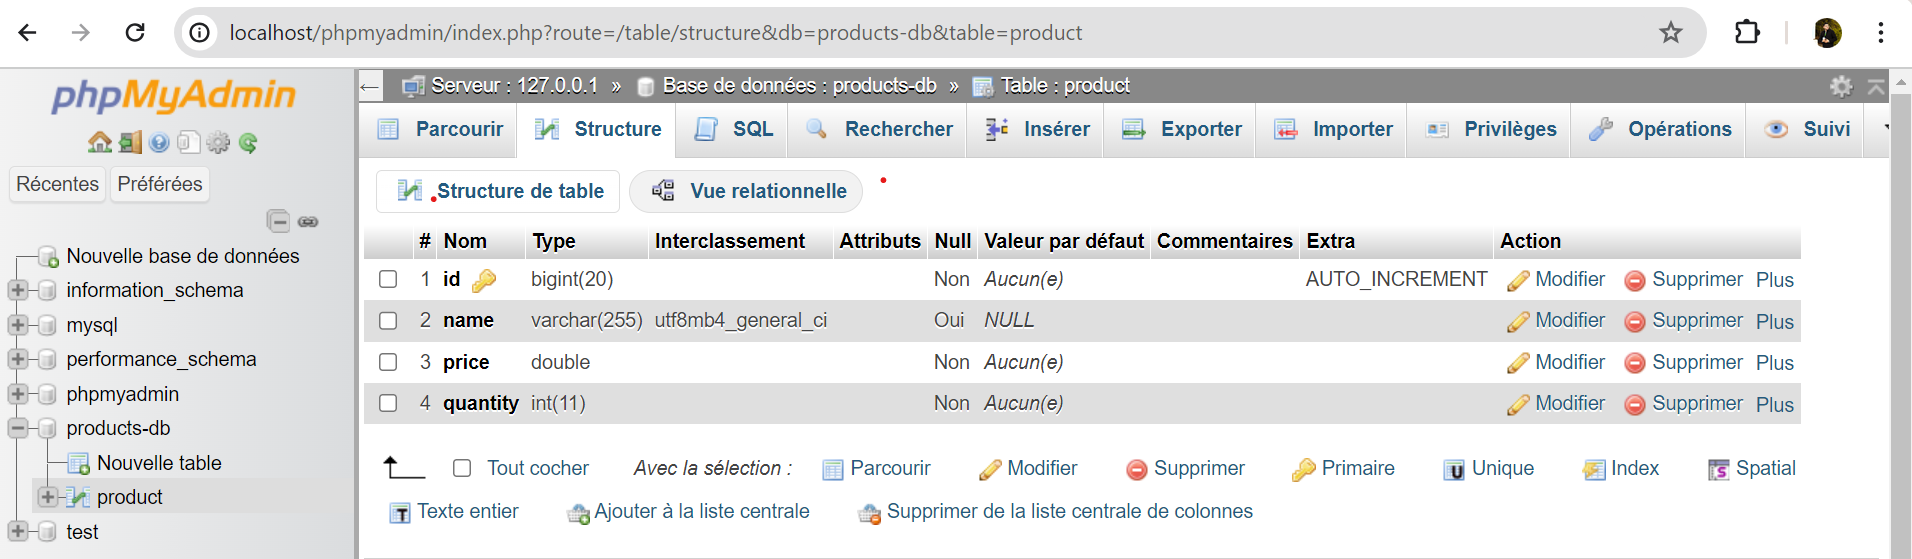 localhost/phpmyadmin/index.php?route=/table/structure&db=products-db&table=product
phpMyAdmin
Récentes Préférées
Nouvelle base de données
information_schema
mysql
performance_schema
phpmyadmin
products-db
Nouvelle table
product
test
Serveur : 127.0.0.1 » Base de données : products-db » Table : product
Parcourir Structure SQL Rechercher Insérer Exporter Importer Privilèges Opérations Suivi
Structure de table Vue relationnelle
# Nom Type Interclassement Attributs Null Valeur par défaut Commentaires Extra Action
1 id bigint(20) Non Aucun(e) AUTO_INCREMENT Modifier Supprimer Plus
2 name varchar(255) utf8mb4_general_ci Oui NULL Modifier Supprimer Plus
3 price double Non Aucun(e) Modifier Supprimer Plus
4 quantity int(11) Non Aucun(e) Modifier Supprimer Plus
Tout cocher Avec la sélection : Parcourir Modifier Supprimer Primaire Unique Index Spatial
Texte entier Ajouter à la liste centrale Supprimer de la liste centrale de colonnes